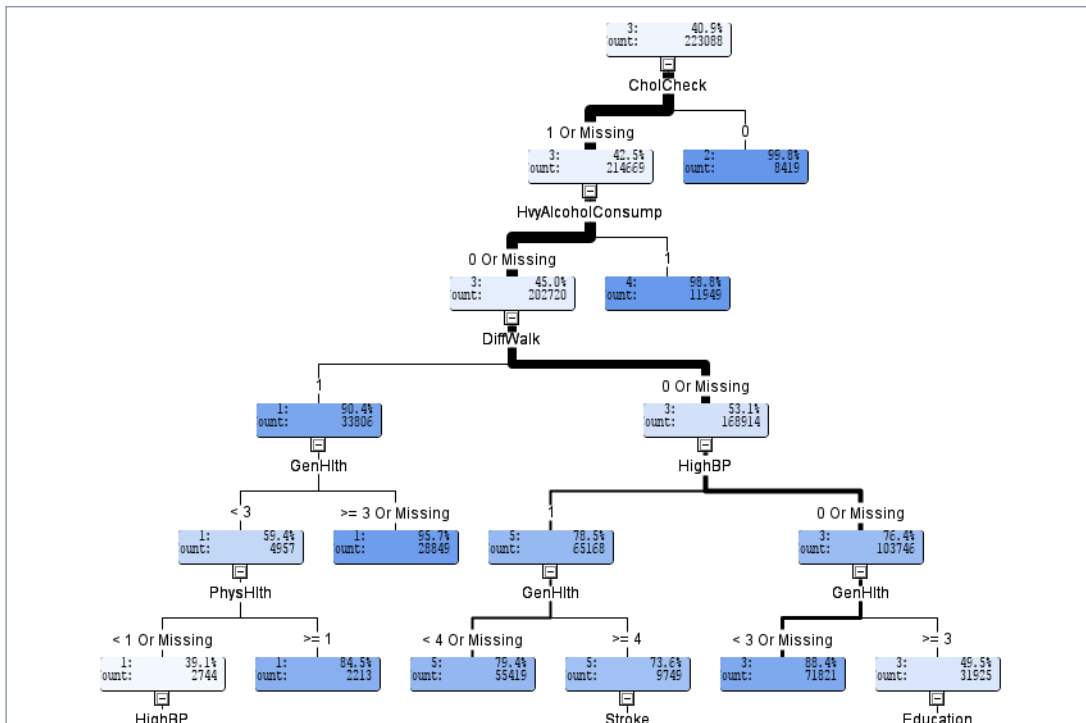 3: 40.9%
ount: 223088
CholCheck
1 Or Missing 0
3: 42.5% 2: 99.8%
ount: 214669 ount: 8419
HvyAlcoholConsump
0 Or Missing 1
3: 45.0% 4: 98.8%
ount: 202720 ount: 11949
DiffWalk
1 0 Or Missing
1: 90.4% 3: 53.1%
ount: 33806 ount: 168914
GenHlth HighBP
< 3 >= 3 Or Missing 1 0 Or Missing
1: 59.4% 1: 95.7% 5: 78.5% 3: 76.4%
ount: 4957 ount: 28849 ount: 65168 ount: 103746
PhysHlth GenHlth GenHlth
< 1 Or Missing >= 1 < 4 Or Missing >= 4 < 3 Or Missing >= 3
1: 39.1% 1: 84.5% 5: 79.4% 5: 73.6% 3: 88.4% 3: 49.5%
ount: 2744 ount: 2213 ount: 55419 ount: 9749 ount: 71821 ount: 31925
HighBP Stroke Education